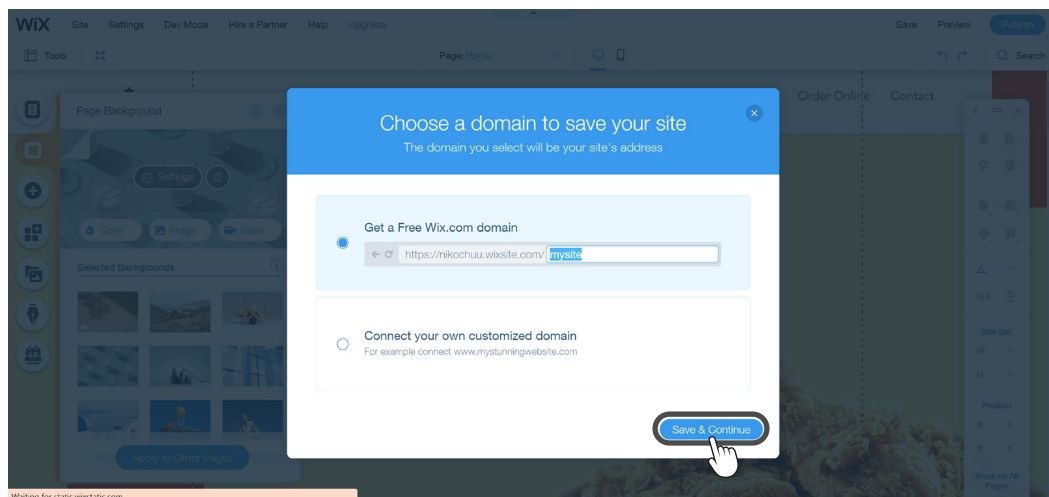 WiX Site Settings Dev Mode Hire a Partner Help Upgrade Save Preview Publish
Tools Page: Home Search
Order Online Contact
Page Background
Settings
Color Image Video
Selected Backgrounds
Apply to Other Pages
Choose a domain to save your site
The domain you select will be your site's address
Get a Free Wix.com domain
https://nikochuu.wixsite.com/ mysite
Connect your own customized domain
For example connect www.mystunningwebsite.com
Save & Continue
Size (px)
W:
H:
Position
X:
Y:
Show on All
Pages
Waiting for static.wixstatic.com